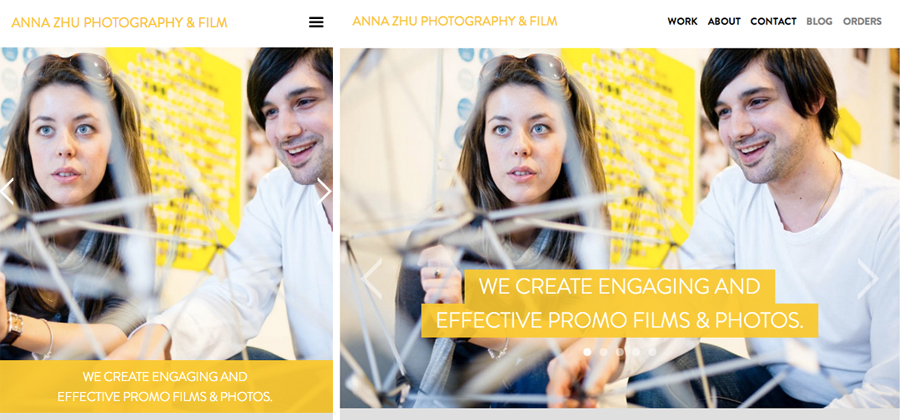 ANNA ZHU PHOTOGRAPHY & FILM
WE CREATE ENGAGING AND
EFFECTIVE PROMO FILMS & PHOTOS.
ANNA ZHU PHOTOGRAPHY & FILM
WORK ABOUT CONTACT BLOG ORDERS
WE CREATE ENGAGING AND
EFFECTIVE PROMO FILMS & PHOTOS.